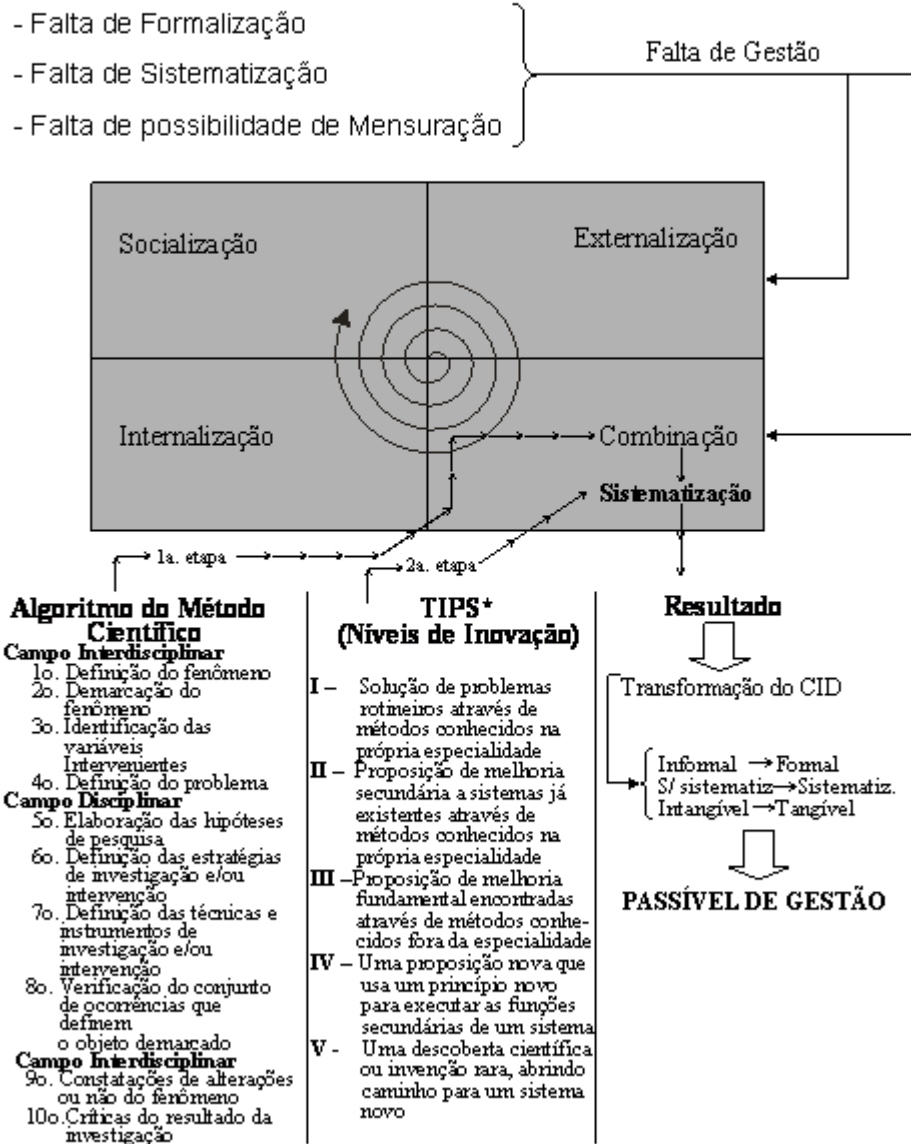 - Falta de Formalização
- Falta de Sistematização
- Falta de possibilidade de Mensuração
Falta de Gestão
Socialização
Externalização
Internalização
Combinação
Sistematização
1a. etapa
2a. etapa
Algoritmo do Método
Científico
Campo Interdisciplinar
1o. Definição do fenômeno
2o. Demarcação do
fenômeno
3o. Identificação das
variáveis
Intervenientes
4o. Definição do problema
Campo Disciplinar
5o. Elaboração das hipóteses
de pesquisa
6o. Definição das estratégias
de investigação e/ou
intervenção
7o. Definição das técnicas e
instrumentos de
investigação e/ou
intervenção
8o. Verificação do conjunto
de ocorrências que
definem
o objeto demarcado
Campo Interdisciplinar
9o. Constatações de alterações
ou não do fenômeno
10o.Críticas do resultado da
investigação
TIPS*
(Níveis de Inovação)
I – Solução de problemas
rotineiros através de
métodos conhecidos na
própria especialidade
II – Proposição de melhoria
secundária a sistemas já
existentes através de
métodos conhecidos na
própria especialidade
III –Proposição de melhoria
fundamental encontradas
através de métodos conhe-
cidos fora da especialidade
IV – Uma proposição nova que
usa um princípio novo
para executar as funções
secundárias de um sistema
V - Uma descoberta científica
ou invenção rara, abrindo
caminho para um sistema
novo
Resultado
Transformação do CID
Informal → Formal
S/ sistematiz→Sistematiz.
Intangível →Tangível
PASSÍVEL DE GESTÃO